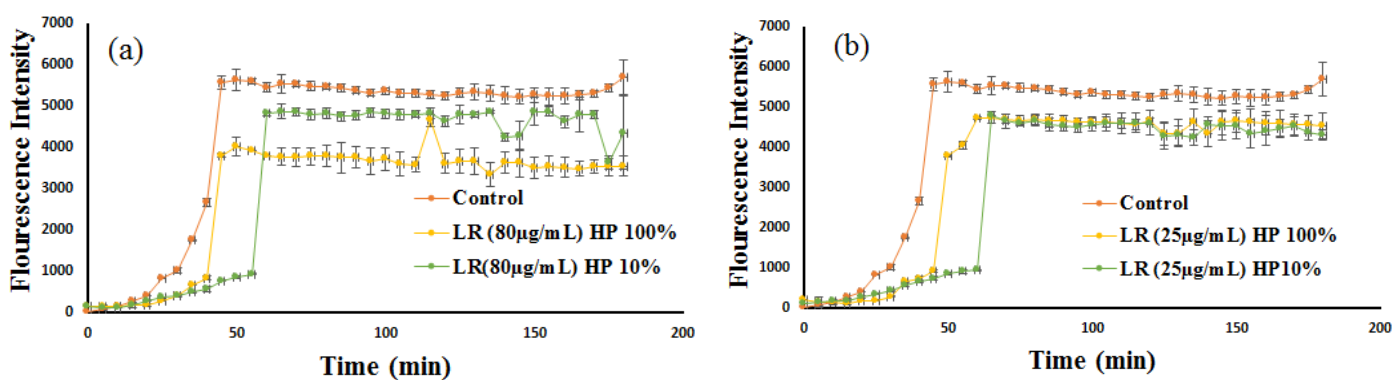 (a)
Flourescence Intensity
7000
6000
5000
4000
3000
2000
1000
0
Control
LR (80µg/mL) HP 100%
LR(80µg/mL) HP 10%
0 50 100 150 200
Time (min)
(b)
Flourescence Intensity
7000
6000
5000
4000
3000
2000
1000
0
Control
LR (25µg/mL) HP 100%
LR (25µg/mL) HP10%
0 50 100 150 200
Time (min)